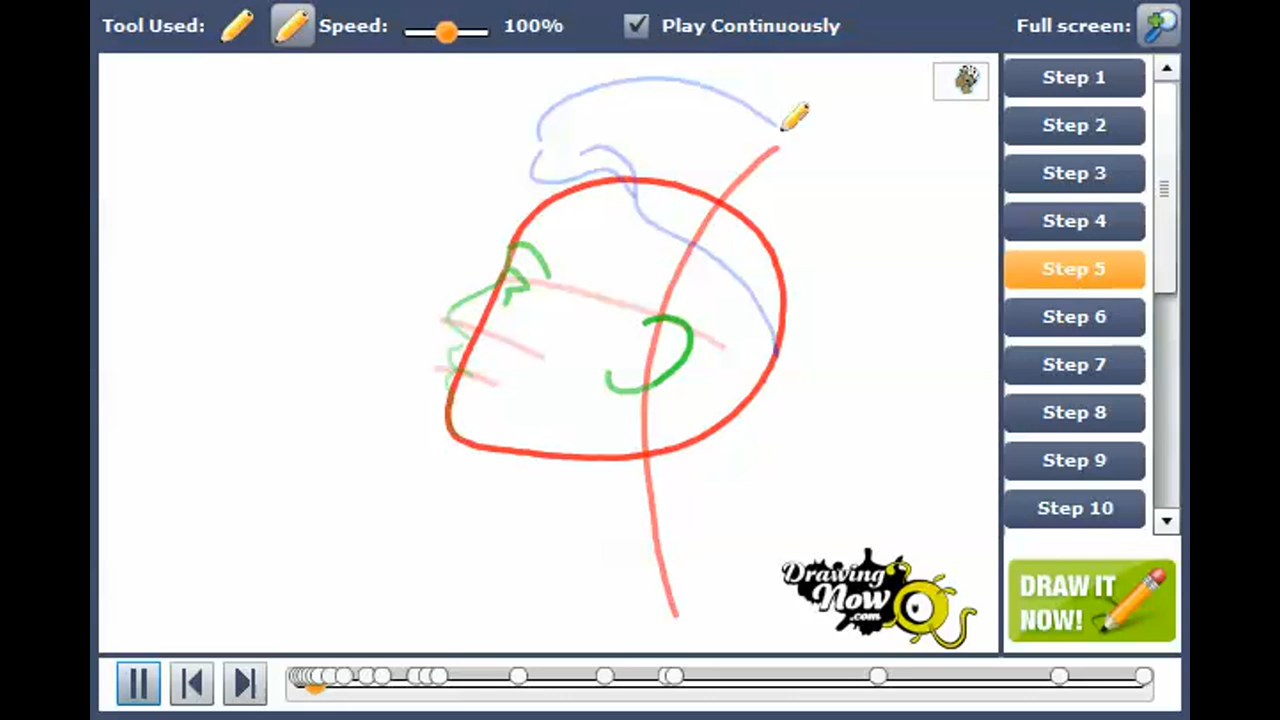 Tool Used: Speed: 100% Play Continuously Full screen:
Step 1
Step 2
Step 3
Step 4
Step 5
Step 6
Step 7
Step 8
Step 9
Step 10
Drawing
Now
.com
DRAW IT
NOW!